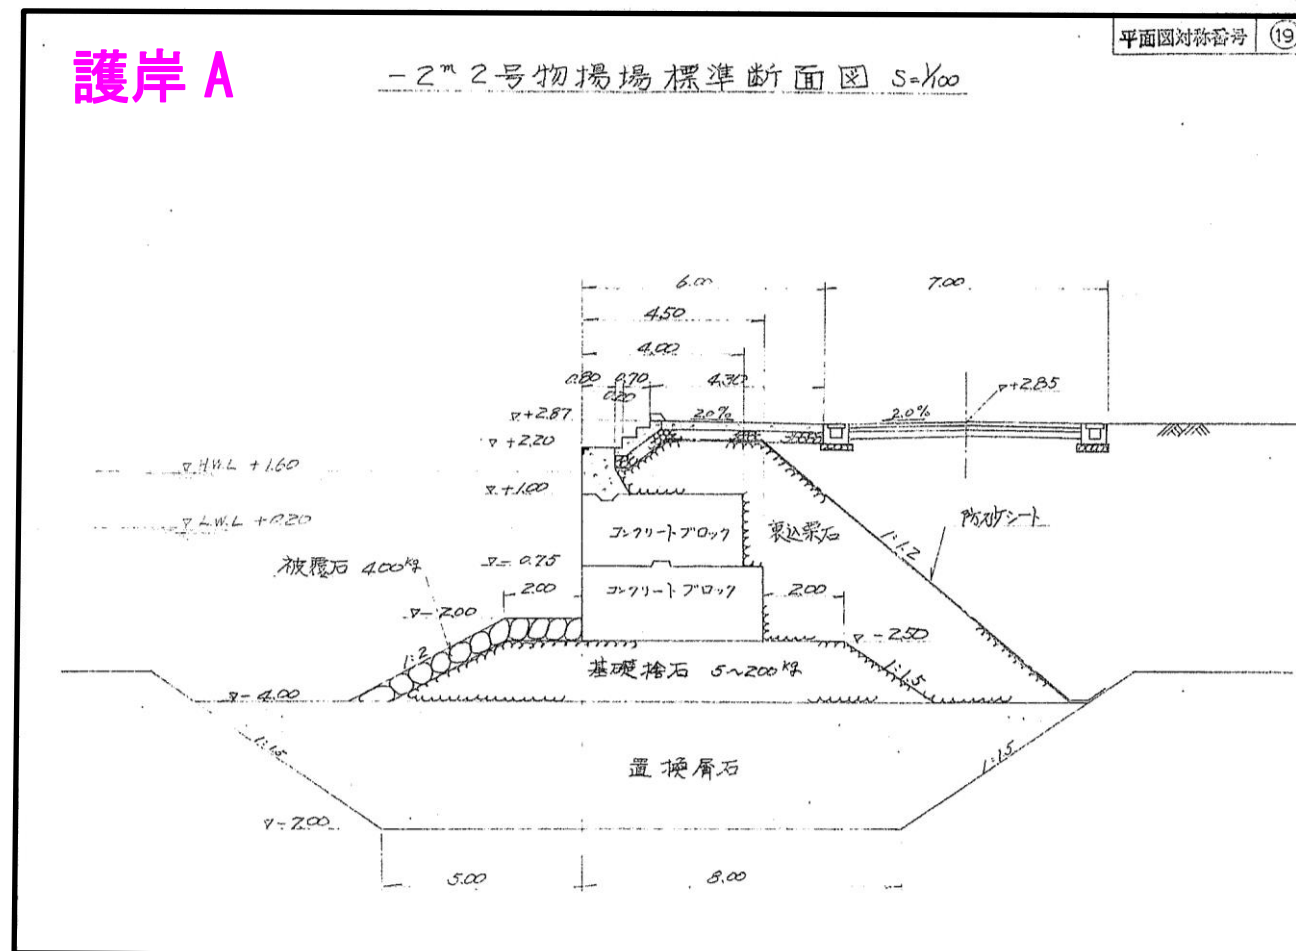 平面図対称番号 ⑲
護岸 A
-2ᵐ 2号物揚場標準断面図 S=1/100
6.00
7.00
4.50
4.00
0.80 0.70 4.30
0.20
▽+2.85
▽+2.87
2.0%
2.0%
▽+2.20
▽H.W.L +1.60
▽+1.00
▽L.W.L +0.20
コンクリートブロック
裏込栗石
防砂シート
1:1.2
▽-0.75
被覆石 400kg
2.00
コンクリートブロック
2.00
▽-2.00
▽-2.50
1:2
基礎捨石 5~200kg
1:1.5
▽-4.00
1:1.5
置換屑石
1:1.5
▽-7.00
5.00
8.00